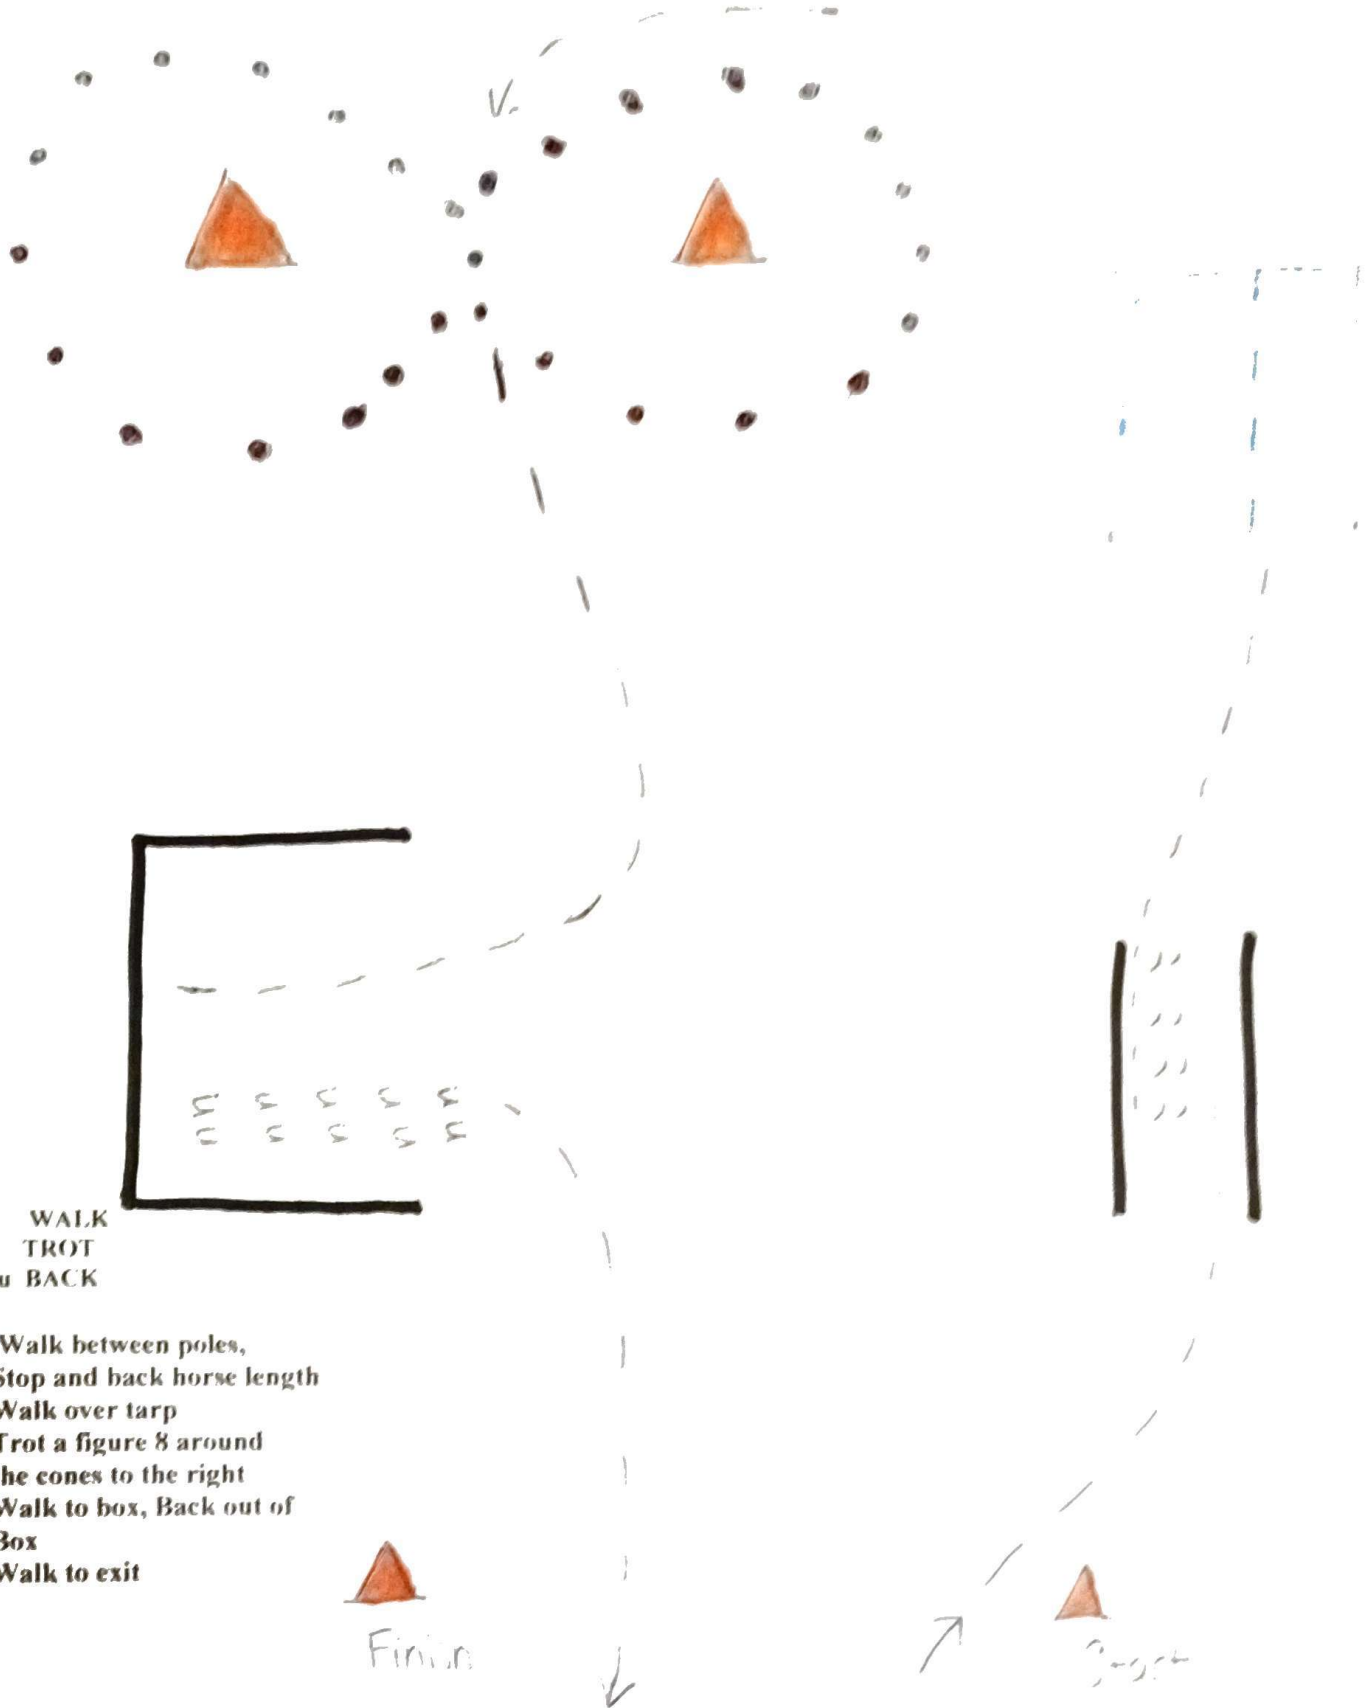 WALK
TROT
u BACK
Walk between poles,
Stop and back horse length
Walk over tarp
Trot a figure 8 around
he cones to the right
Walk to box, Back out of
Box
Walk to exit